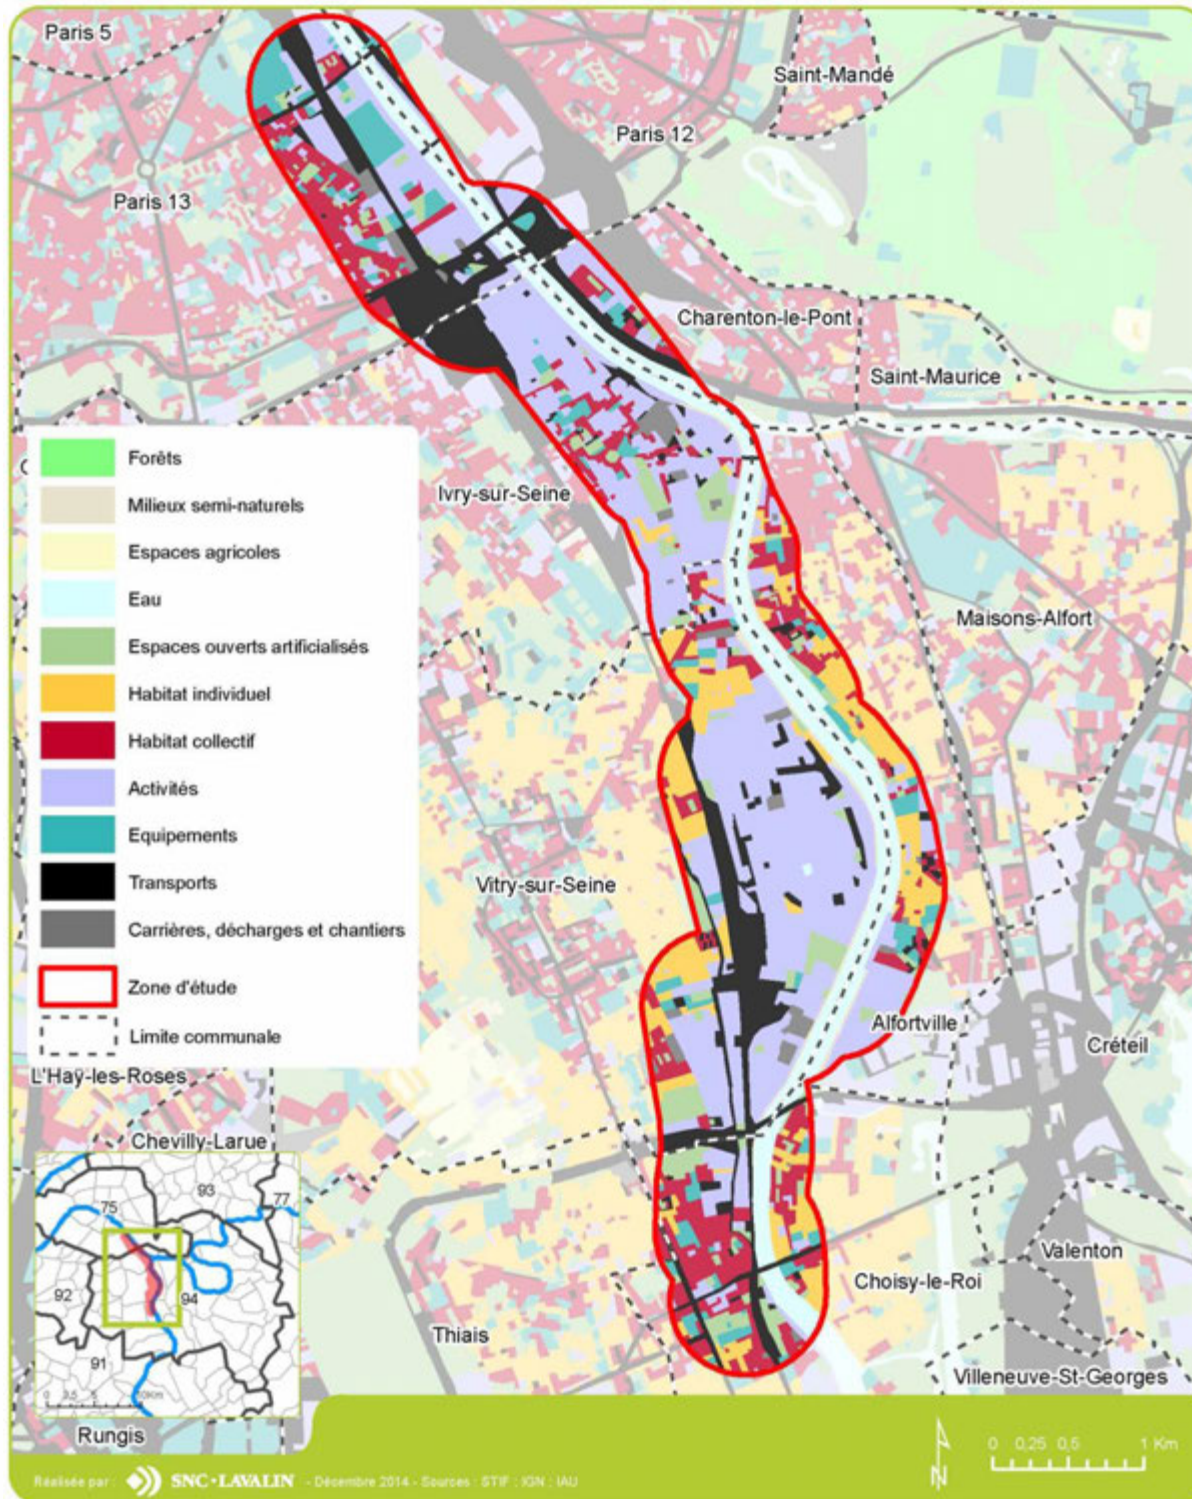 Paris 5
Saint-Mandé
Paris 12
Paris 13
Charenton-le-Pont
Saint-Maurice
Ivry-sur-Seine
Maisons-Alfort
Vitry-sur-Seine
Alfortville
Créteil
Forêts
Milieux semi-naturels
Espaces agricoles
Eau
Espaces ouverts artificialisés
Habitat individuel
Habitat collectif
Activités
Equipements
Transports
Carrières, décharges et chantiers
Zone d'étude
Limite communale
L'Haÿ-les-Roses
Chevilly-Larue
93
77
75
92
94
91
Valenton
Choisy-le-Roi
Thiais
Villeneuve-St-Georges
Rungis
N
0 0,25 0,5 1 Km
Réalisée par : SNC·LAVALIN - Décembre 2014 - Sources : STIF : IGN : IAU